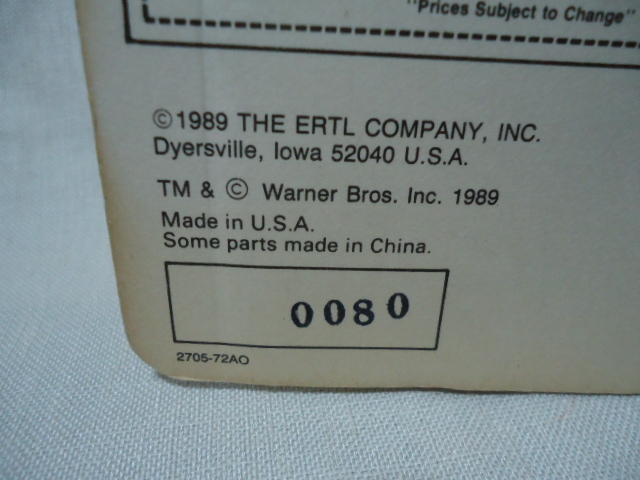 "Prices Subject to Change"
©1989 THE ERTL COMPANY, INC.
Dyersville, Iowa 52040 U.S.A.
TM & © Warner Bros. Inc. 1989
Made in U.S.A.
Some parts made in China.
0080
2705-72AO